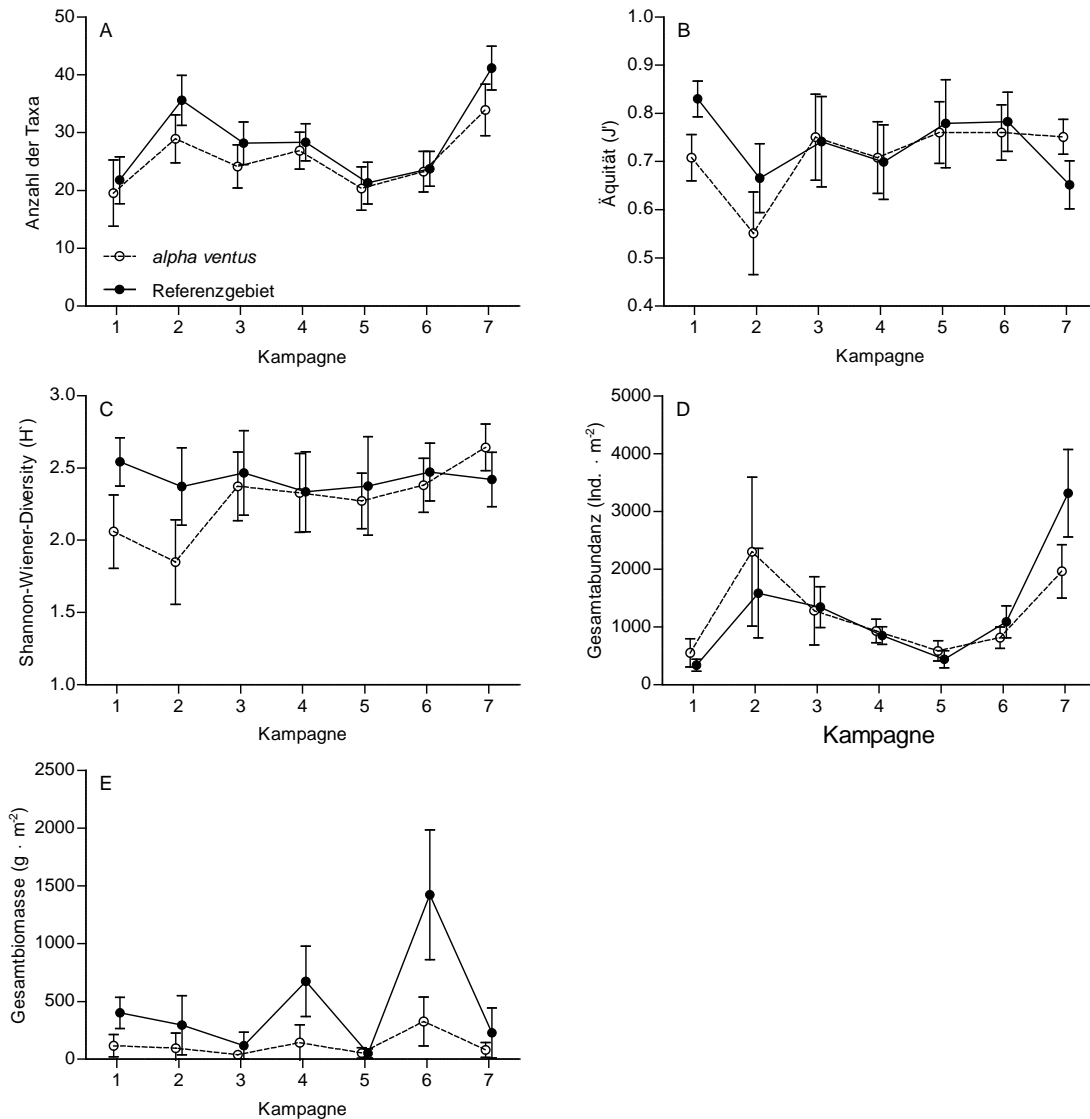 A
Anzahl der Taxa
50
40
30
20
10
0
alpha ventus
Referenzgebiet
1 2 3 4 5 6 7
Kampagne
B
Äquität (J')
1.0
0.9
0.8
0.7
0.6
0.5
0.4
1 2 3 4 5 6 7
Kampagne
C
Shannon-Wiener-Diversity (H`)
3.0
2.5
2.0
1.5
1.0
1 2 3 4 5 6 7
Kampagne
D
Gesamtabundanz (Ind. · m-2)
5000
4000
3000
2000
1000
0
1 2 3 4 5 6 7
Kampagne
E
Gesamtbiomasse (g · m-2)
2500
2000
1500
1000
500
0
1 2 3 4 5 6 7
Kampagne